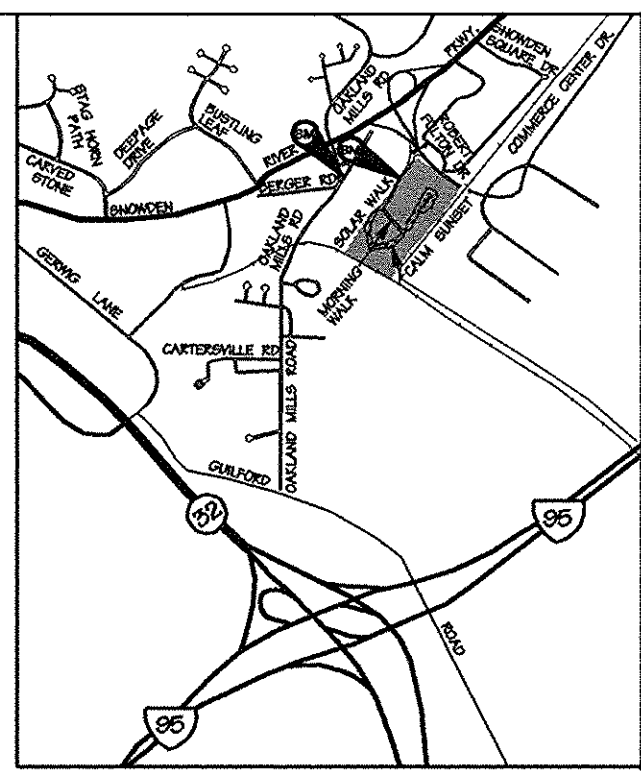 PKWY.
SNOWDEN
SQUARE DR
COMMERCE CENTER DR.
OAKLAND
MILLS RD
ROBERT
FULTON DR
STAG HORN
PATH
DEEPAGE
DRIVE
BUSTLING
LEAF
RIVER
BM
BM
BERGER RD
CARVED
STONE
SNOWDEN
OAKLAND
MILLS RD
SOLAR WALK
CALM SUNSET
MORNING
WALK
GERWIG LANE
CARTERSVILLE RD
OAKLAND MILLS ROAD
GUILFORD
32
95
ROAD
95